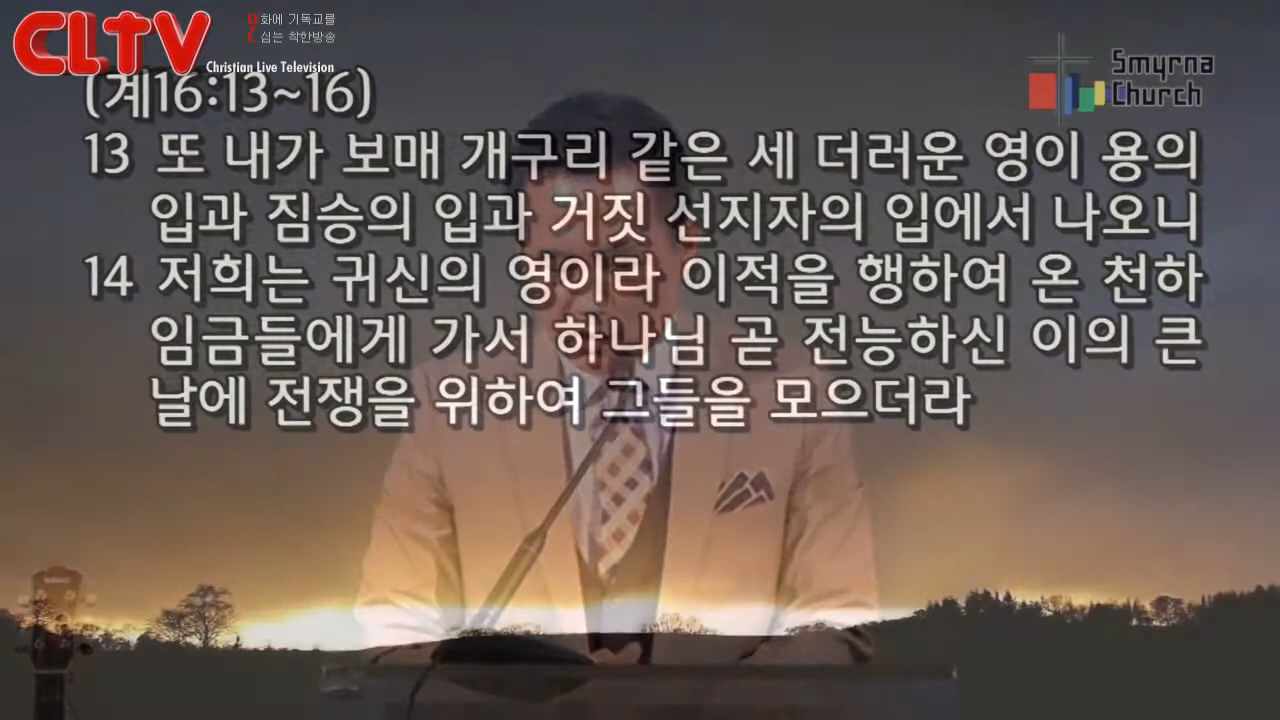 CLTV
화에 기독교를
심는 착한방송
Christian Live Television
Smyrna
Church
(계16:13~16)
13 또 내가 보매 개구리 같은 세 더러운 영이 용의
입과 짐승의 입과 거짓 선지자의 입에서 나오니
14 저희는 귀신의 영이라 이적을 행하여 온 천하
임금들에게 가서 하나님 곧 전능하신 이의 큰
날에 전쟁을 위하여 그들을 모으더라